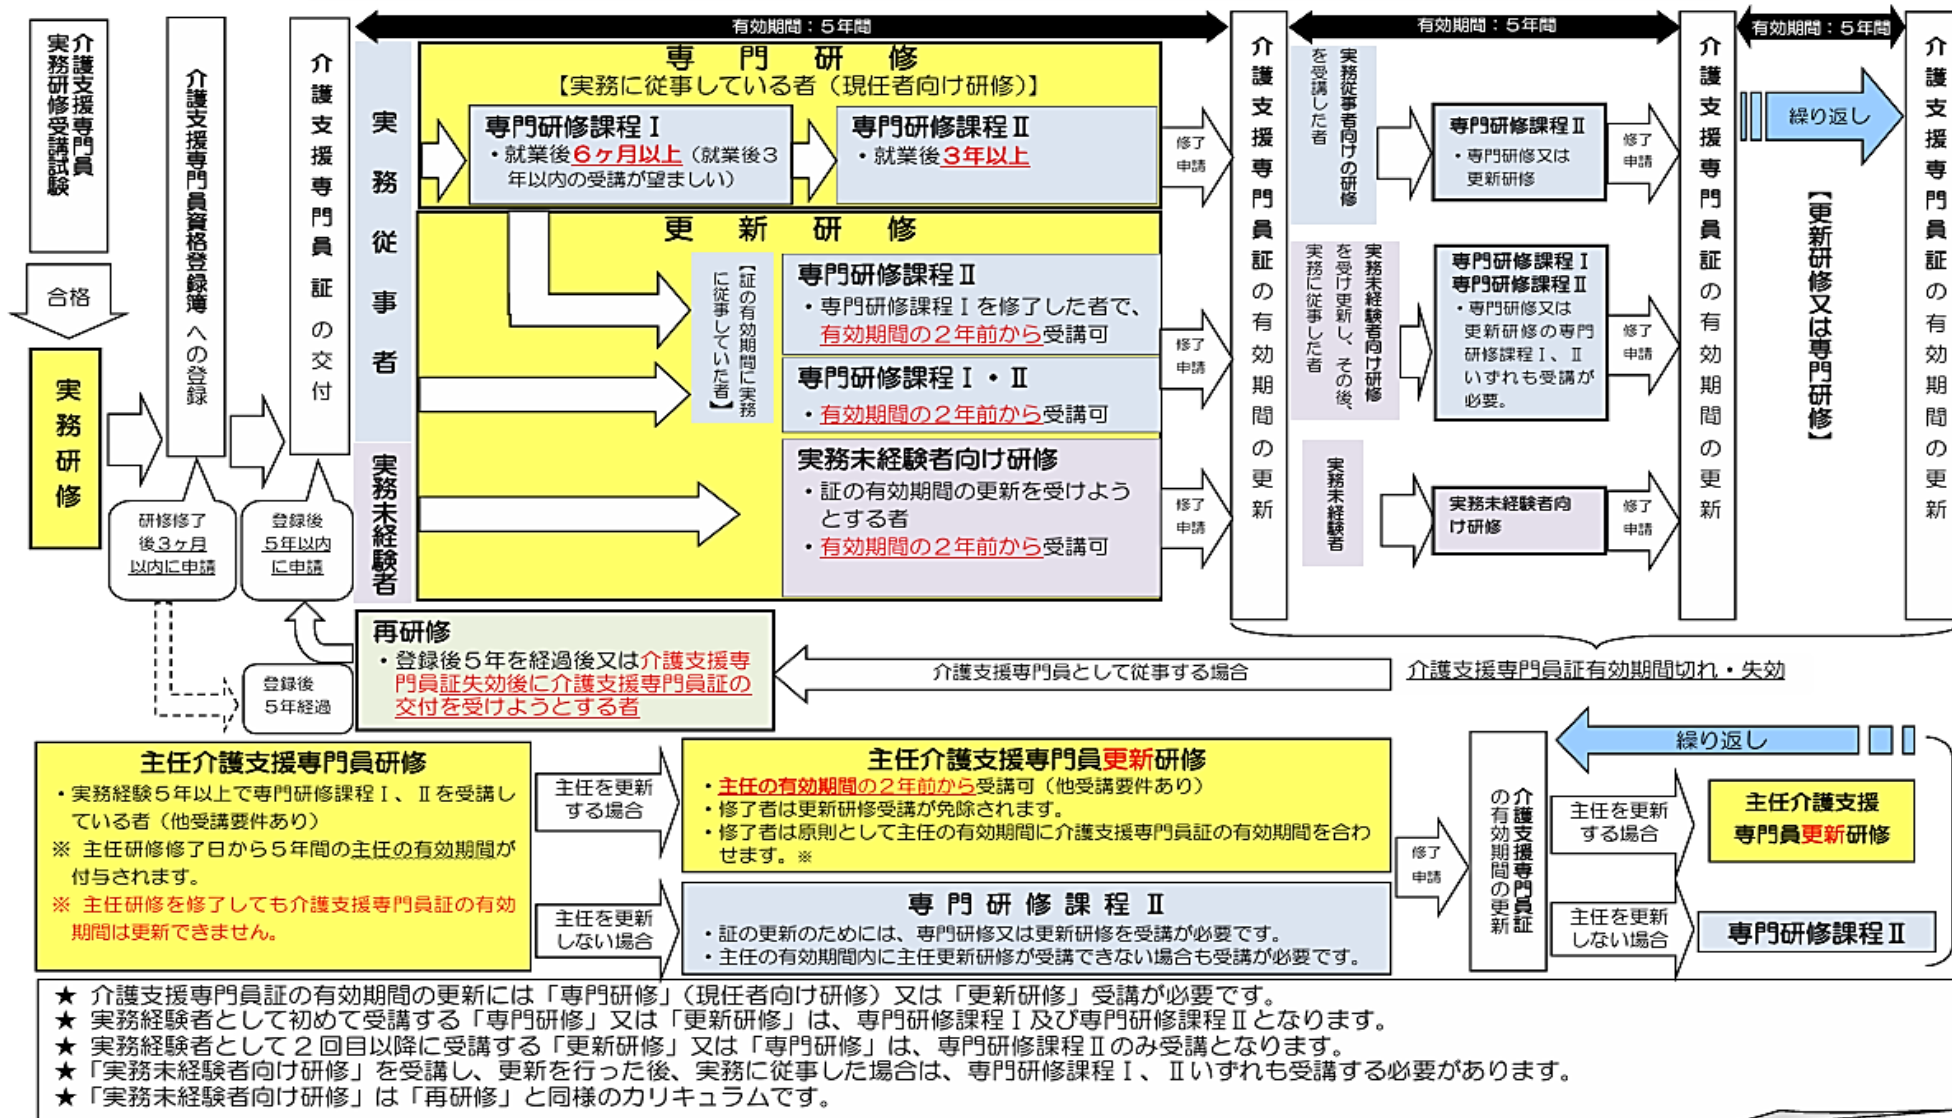 介護支援専門員
実務研修受講試験
合格
実務研修
介護支援専門員資格登録簿への登録
研修修了
後3ヶ月
以内に申請
介護支援専門員証の交付
登録後
5年以内
に申請
登録後
5年経過
有効期間：5年間
実務従事者
実務未経験者
専門研修
【実務に従事している者（現任者向け研修）】
専門研修課程Ⅰ
・就業後6ヶ月以上（就業後3
年以内の受講が望ましい）
専門研修課程Ⅱ
・就業後3年以上
修了
申請
更新研修
【証の有効期間に実務
に従事していた者】
専門研修課程Ⅱ
・専門研修課程Ⅰを修了した者で、
有効期間の2年前から受講可
専門研修課程Ⅰ・Ⅱ
・有効期間の2年前から受講可
修了
申請
実務未経験者向け研修
・証の有効期間の更新を受けよう
とする者
・有効期間の2年前から受講可
修了
申請
介護支援専門員証の有効期間の更新
有効期間：5年間
実務従事者向けの研修
を受講した者
専門研修課程Ⅱ
・専門研修又は
更新研修
修了
申請
実務未経験者向け研修
を受け更新し、その後、
実務に従事した者
専門研修課程Ⅰ
専門研修課程Ⅱ
・専門研修又は
更新研修の専門
研修課程Ⅰ、Ⅱ
いずれも受講が
必要。
修了
申請
実務未経験者
実務未経験者向
け研修
修了
申請
介護支援専門員証の有効期間の更新
有効期間：5年間
繰り返し
【更新研修又は専門研修】
介護支援専門員証の有効期間の更新
再研修
・登録後5年を経過後又は介護支援専
門員証失効後に介護支援専門員証の
交付を受けようとする者
介護支援専門員として従事する場合
介護支援専門員証有効期間切れ・失効
主任介護支援専門員研修
・実務経験5年以上で専門研修課程Ⅰ、Ⅱを受講し
ている者（他受講要件あり）
※ 主任研修修了日から5年間の主任の有効期間が
付与されます。
※ 主任研修を修了しても介護支援専門員証の有効
期間は更新できません。
主任を更新
する場合
主任を更新
しない場合
主任介護支援専門員更新研修
・主任の有効期間の2年前から受講可（他受講要件あり）
・修了者は更新研修受講が免除されます。
・修了者は原則として主任の有効期間に介護支援専門員証の有効期間を合わ
せます。※
専門研修課程Ⅱ
・証の更新のためには、専門研修又は更新研修を受講が必要です。
・主任の有効期間内に主任更新研修が受講できない場合も受講が必要です。
修了
申請
介護支援専門員証
の有効期間の更新
繰り返し
主任を更新
する場合
主任を更新
しない場合
主任介護支援
専門員更新研修
専門研修課程Ⅱ
★ 介護支援専門員証の有効期間の更新には「専門研修」（現任者向け研修）又は「更新研修」受講が必要です。
★ 実務経験者として初めて受講する「専門研修」又は「更新研修」は、専門研修課程Ⅰ及び専門研修課程Ⅱとなります。
★ 実務経験者として2回目以降に受講する「更新研修」又は「専門研修」は、専門研修課程Ⅱのみ受講となります。
★「実務未経験者向け研修」を受講し、更新を行った後、実務に従事した場合は、専門研修課程Ⅰ、Ⅱいずれも受講する必要があります。
★「実務未経験者向け研修」は「再研修」と同様のカリキュラムです。